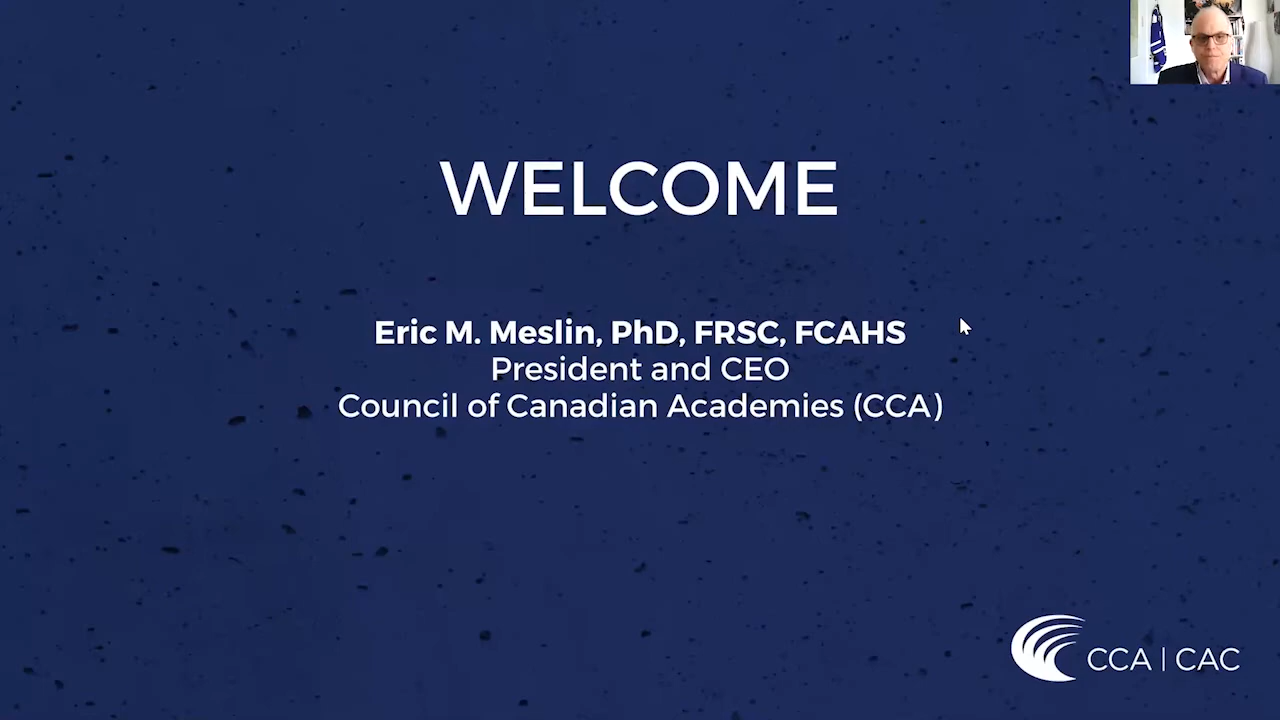 WELCOME
Eric M. Meslin, PhD, FRSC, FCAHS
President and CEO
Council of Canadian Academies (CCA)
CCA | CAC